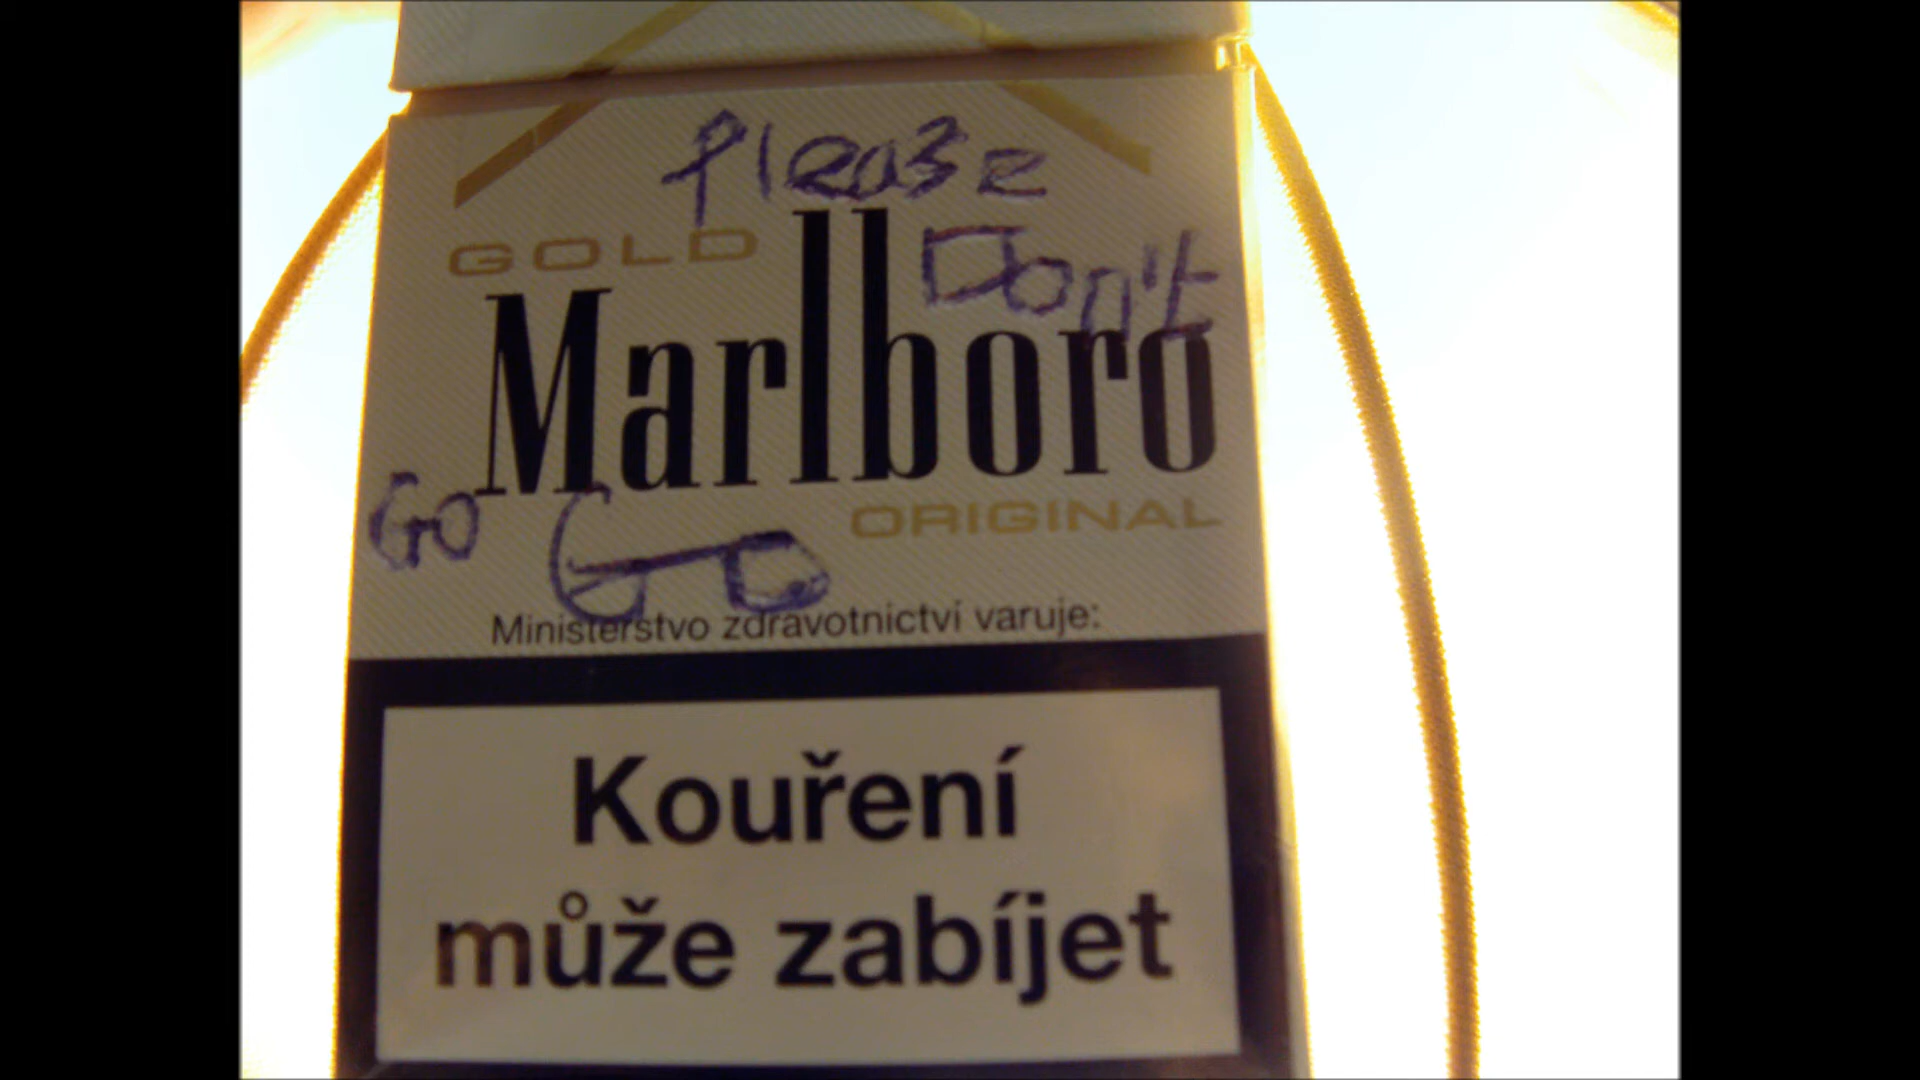 Please
GOLD
Don't
Marlboro
Go Go
ORIGINAL
Ministerstvo zdravotnictví varuje:
Kouření
může zabíjet